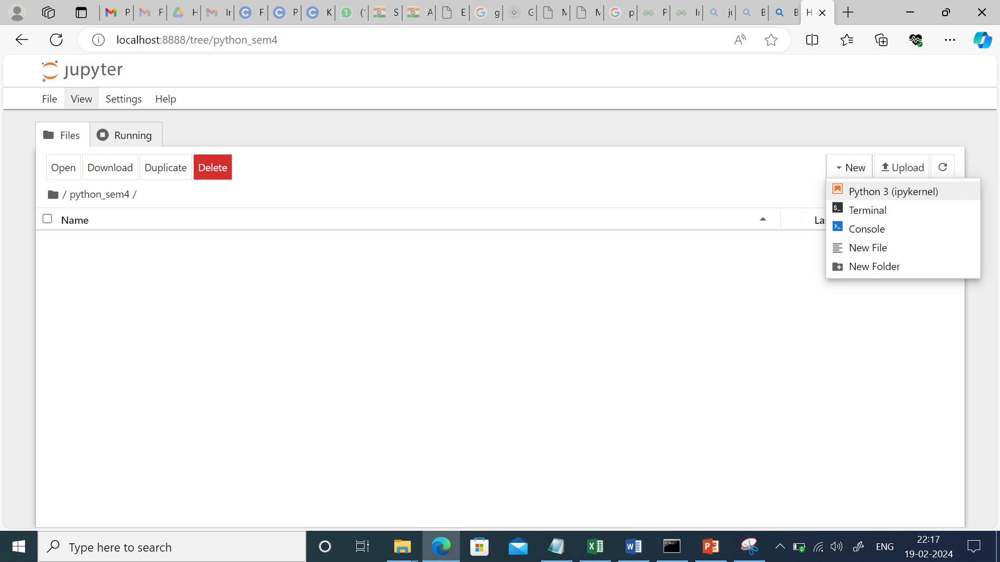 P F H Ir F P K (1 S A E g G M M p P Ir ju B B H
localhost:8888/tree/python_sem4
jupyter
File View Settings Help
Files Running
Open Download Duplicate Delete New Upload
/ python_sem4 /
Python 3 (ipykernel)
Name
Terminal
Console
New File
New Folder
Type here to search
ENG
22:17
19-02-2024